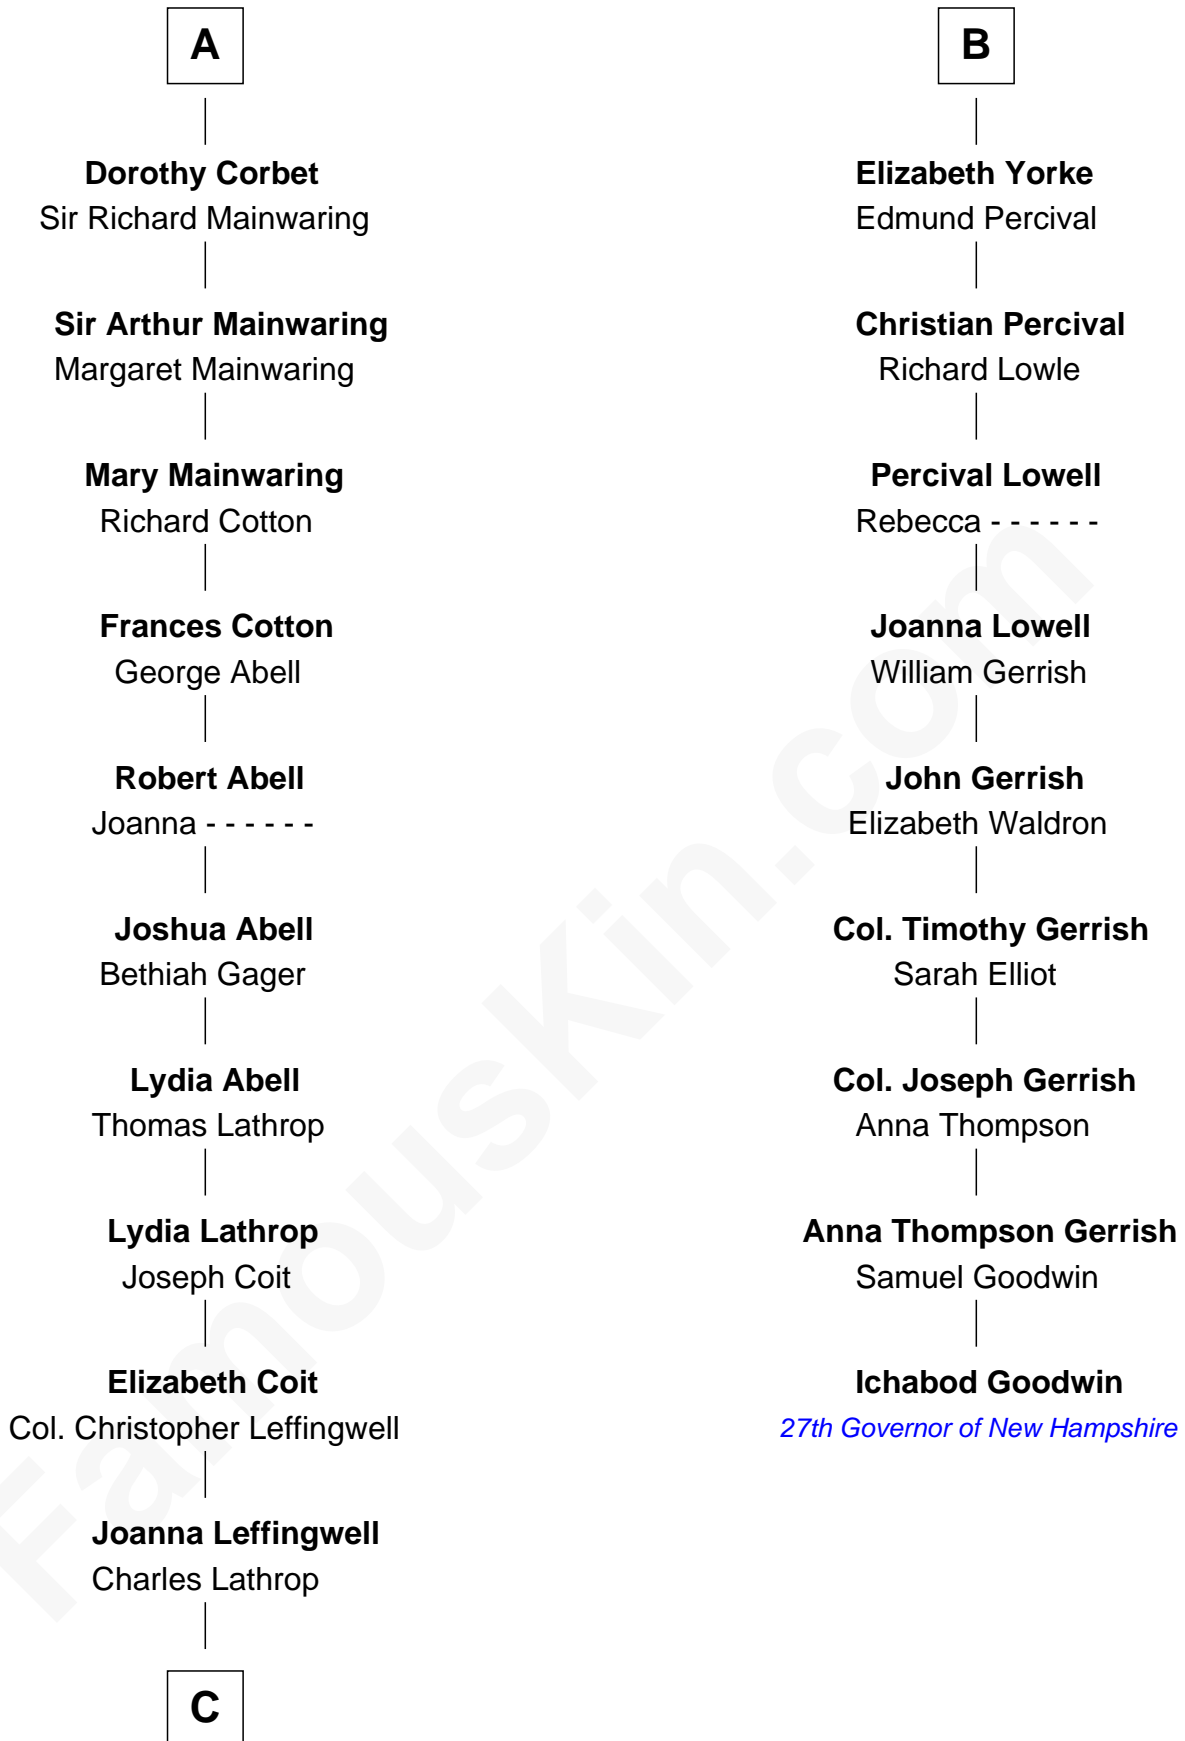 A
Dorothy Corbet
Sir Richard Mainwaring
Sir Arthur Mainwaring
Margaret Mainwaring
Mary Mainwaring
Richard Cotton
Frances Cotton
George Abell
Robert Abell
Joanna - - - - - -
Joshua Abell
Bethiah Gager
Lydia Abell
Thomas Lathrop
Lydia Lathrop
Joseph Coit
Elizabeth Coit
Col. Christopher Leffingwell
Joanna Leffingwell
Charles Lathrop
C
B
Elizabeth Yorke
Edmund Percival
Christian Percival
Richard Lowle
Percival Lowell
Rebecca - - - - - -
Joanna Lowell
William Gerrish
John Gerrish
Elizabeth Waldron
Col. Timothy Gerrish
Sarah Elliot
Col. Joseph Gerrish
Anna Thompson
Anna Thompson Gerrish
Samuel Goodwin
Ichabod Goodwin
27th Governor of New Hampshire
FamousKin.com